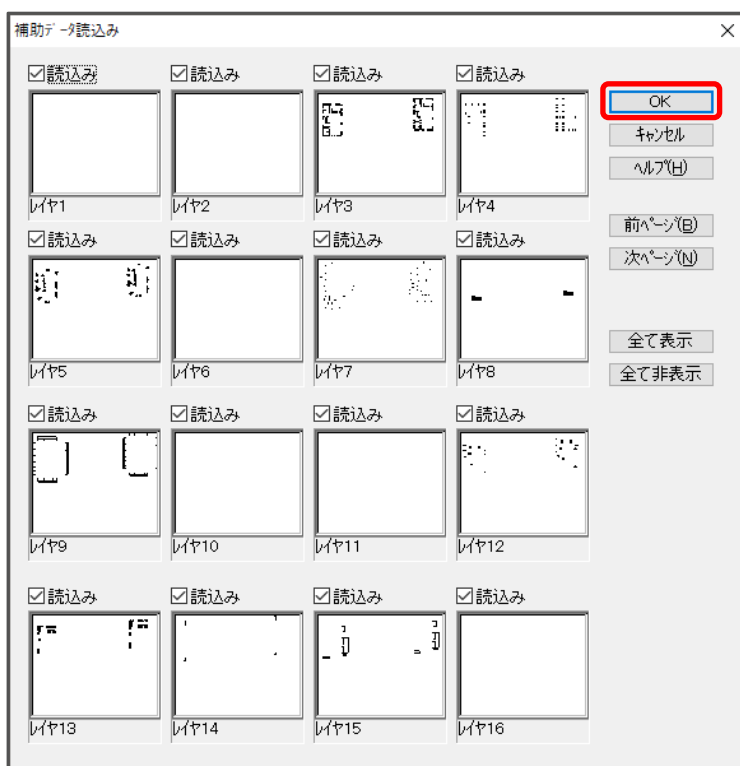 補助ﾃﾞｰﾀ読込み
読込み 読込み 読込み 読込み
OK
ｷｬﾝｾﾙ
ﾍﾙﾌﾟ(H)
ﾚｲﾔ1 ﾚｲﾔ2 ﾚｲﾔ3 ﾚｲﾔ4
前ﾍﾟｰｼﾞ(B)
読込み 読込み 読込み 読込み
次ﾍﾟｰｼﾞ(N)
全て表示
ﾚｲﾔ5 ﾚｲﾔ6 ﾚｲﾔ7 ﾚｲﾔ8
全て非表示
読込み 読込み 読込み 読込み
ﾚｲﾔ9 ﾚｲﾔ10 ﾚｲﾔ11 ﾚｲﾔ12
読込み 読込み 読込み 読込み
ﾚｲﾔ13 ﾚｲﾔ14 ﾚｲﾔ15 ﾚｲﾔ16